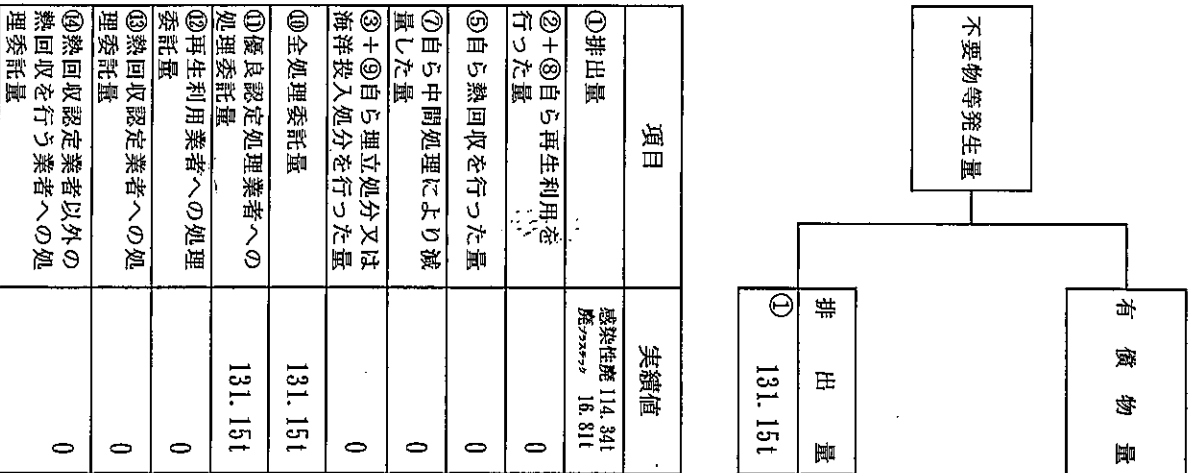 不要物等発生量
有償物量
排出量
① 131.15t
項目
実績値
①排出量
感染性廃 114.34t
廃プラスチック 16.81t
②+⑧自ら再生利用を
行った量
0
⑤自ら熱回収を行った量
0
⑦自ら中間処理により減
量した量
0
③+⑨自ら埋立処分又は
海洋投入処分を行った量
0
⑩全処理委託量
131.15t
⑪優良認定処理業者への
処理委託量
131.15t
⑫再生利用業者への処理
委託量
0
⑬熱回収認定業者への処
理委託量
0
⑭熱回収認定業者以外の
熱回収を行う業者への処
理委託量
0